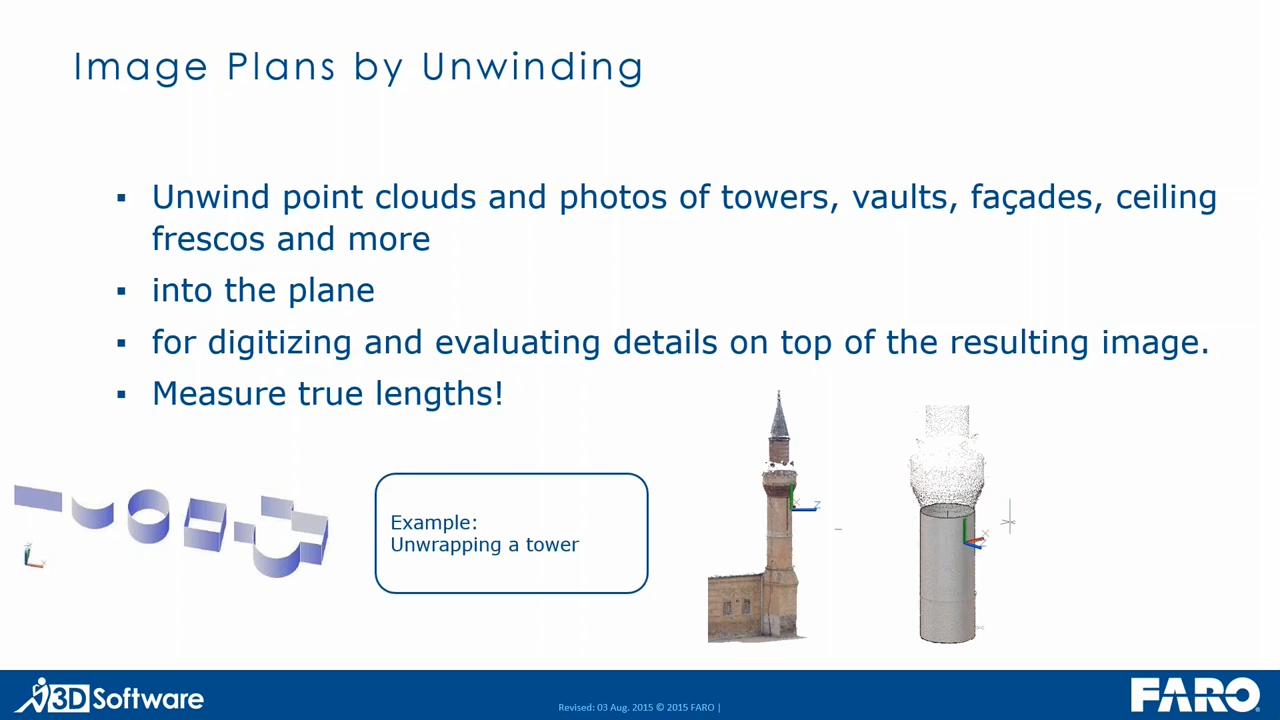 Image Plans by Unwinding
▪ Unwind point clouds and photos of towers, vaults, façades, ceiling
frescos and more
▪ into the plane
▪ for digitizing and evaluating details on top of the resulting image.
▪ Measure true lengths!
Example:
Unwrapping a tower
3D Software
Revised: 03 Aug. 2015 © 2015 FARO |
FARO